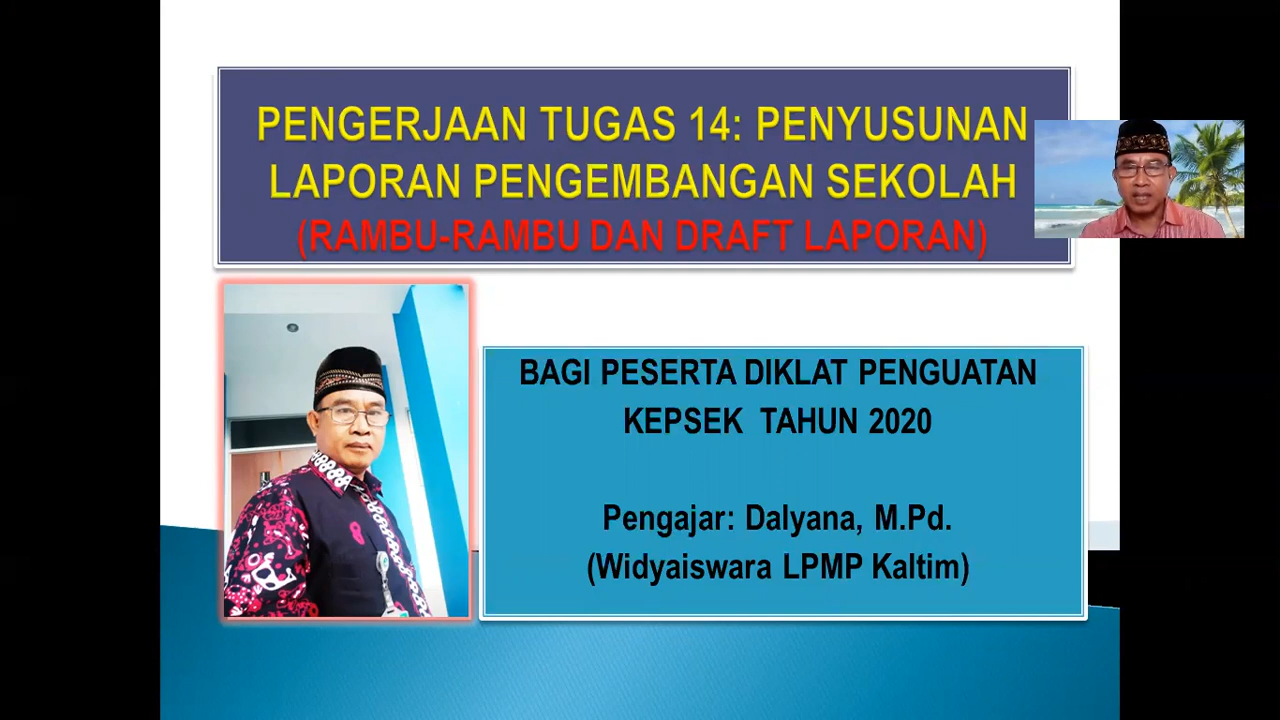 PENGERJAAN TUGAS 14: PENYUSUNAN
LAPORAN PENGEMBANGAN SEKOLAH
(RAMBU-RAMBU DAN DRAFT LAPORAN)
BAGI PESERTA DIKLAT PENGUATAN
KEPSEK TAHUN 2020
Pengajar: Dalyana, M.Pd.
(Widyaiswara LPMP Kaltim)